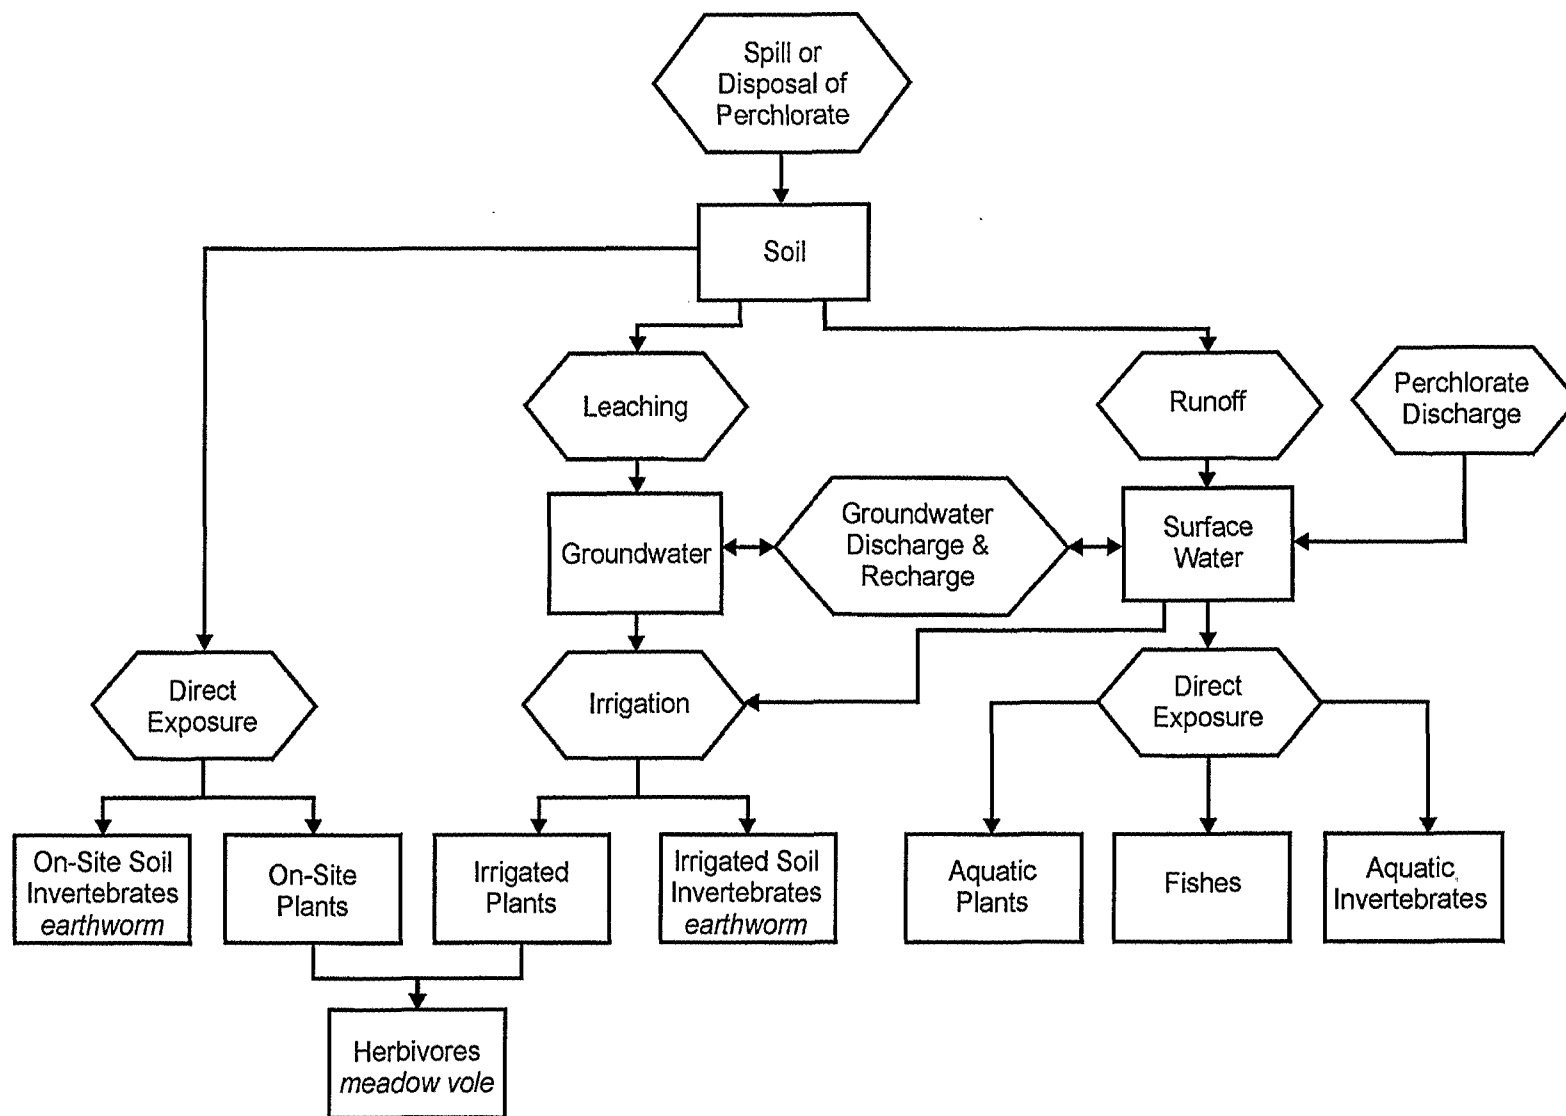 Spill or
Disposal of
Perchlorate
Soil
Leaching
Runoff
Perchlorate
Discharge
Groundwater
Groundwater
Discharge &
Recharge
Surface
Water
Direct
Exposure
Irrigation
Direct
Exposure
On-Site Soil
Invertebrates
earthworm
On-Site
Plants
Irrigated
Plants
Irrigated Soil
Invertebrates
earthworm
Aquatic
Plants
Fishes
Aquatic
Invertebrates
Herbivores
meadow vole